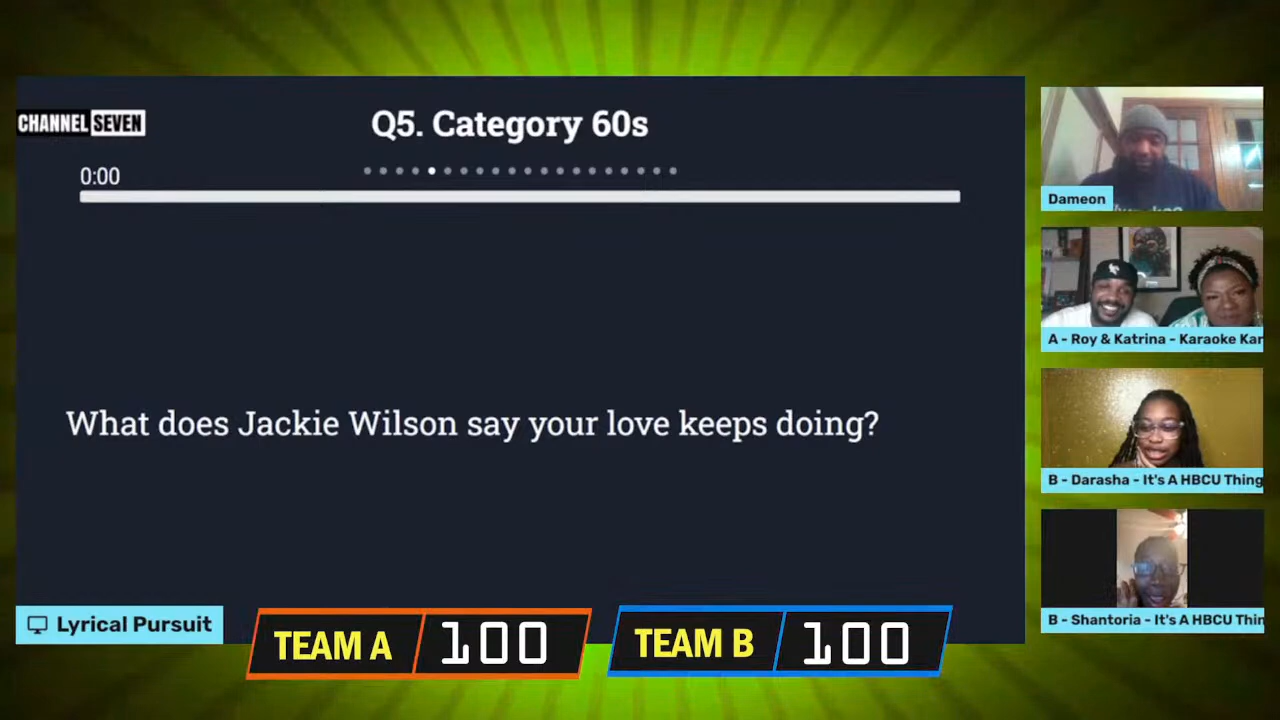 CHANNEL SEVEN
Q5. Category 60s
0:00
What does Jackie Wilson say your love keeps doing?
Lyrical Pursuit
TEAM A 100
TEAM B 100
Dameon
A - Roy & Katrina - Karaoke Kar
B - Darasha - It's A HBCU Thing
B - Shantoria - It's A HBCU Thin